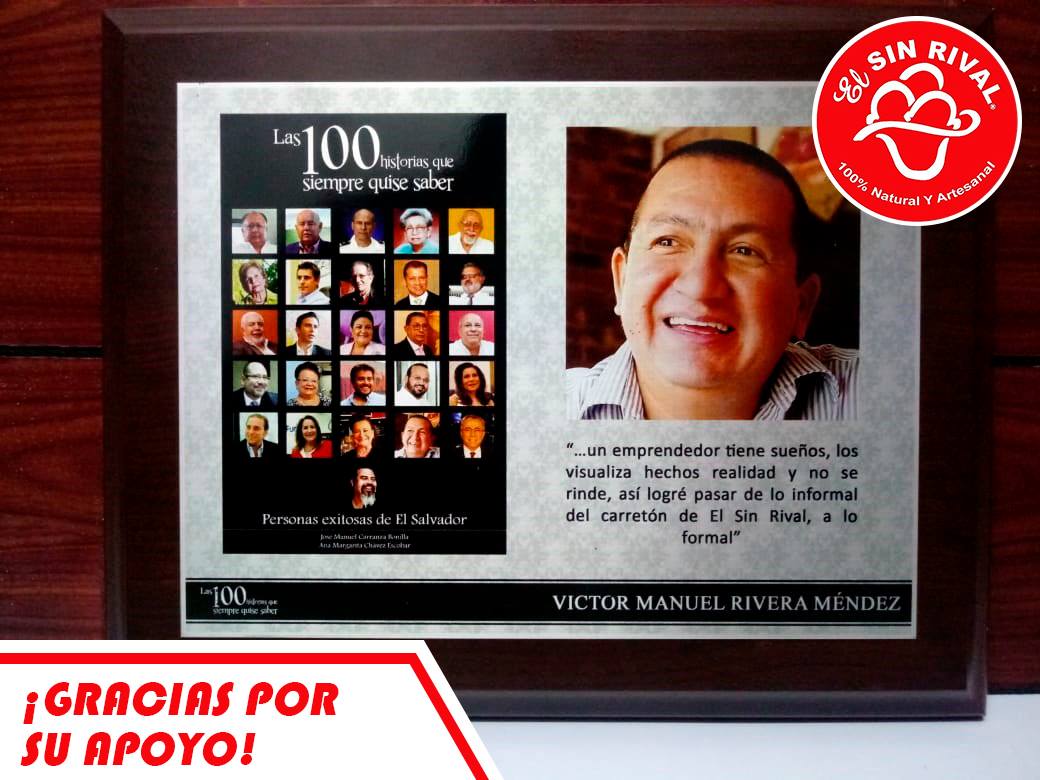 El SIN RIVAL®
100% Natural Y Artesanal
Las 100 historias que
siempre quise saber
Personas exitosas de El Salvador
Jose Manuel Carranza Bonilla
Ana Margarita Chavez Escobar
“...un emprendedor tiene sueños, los
visualiza hechos realidad y no se
rinde, así logré pasar de lo informal
del carretón de El Sin Rival, a lo
formal”
Las 100 historias que
siempre quise saber
VICTOR MANUEL RIVERA MÉNDEZ
¡GRACIAS POR
SU APOYO!